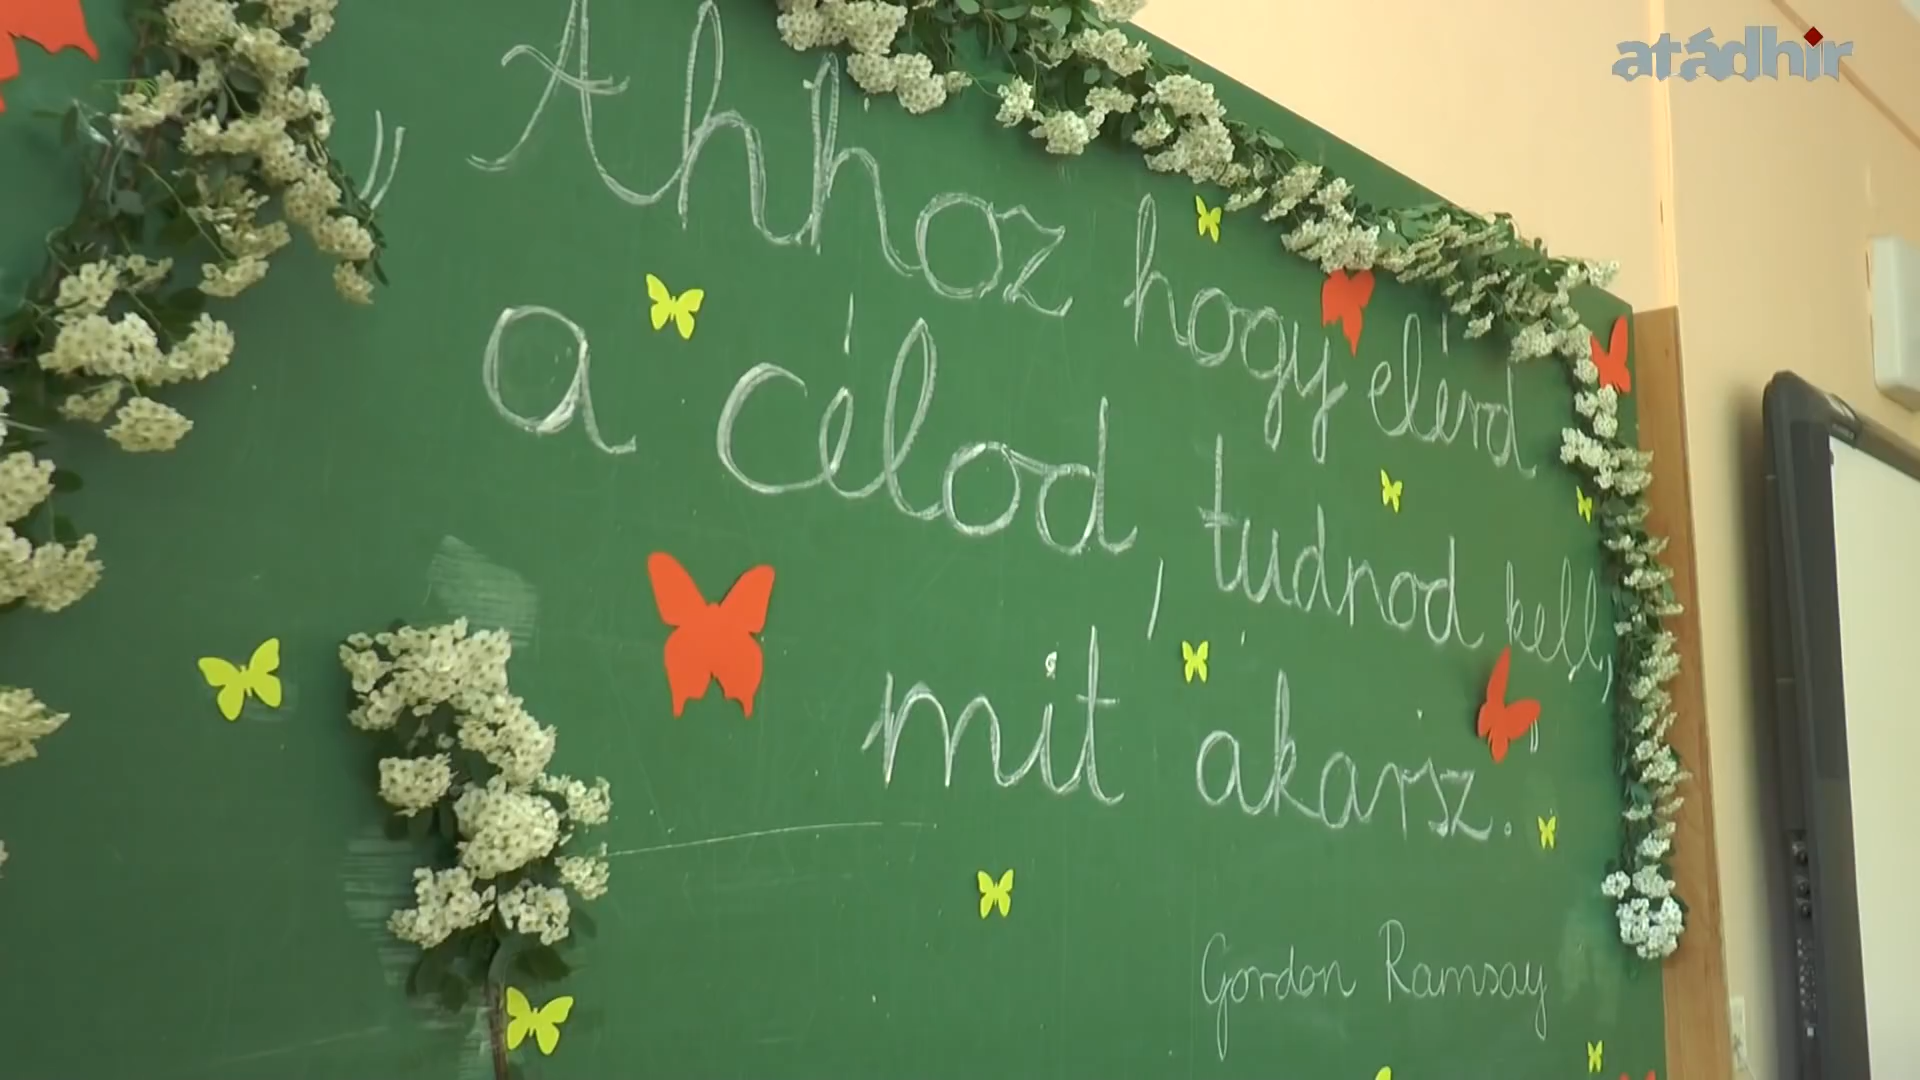 atádhír
„Ahhoz hogy elérd
a célod, tudnod kell,
mit akarsz."
Gordon Ramsay